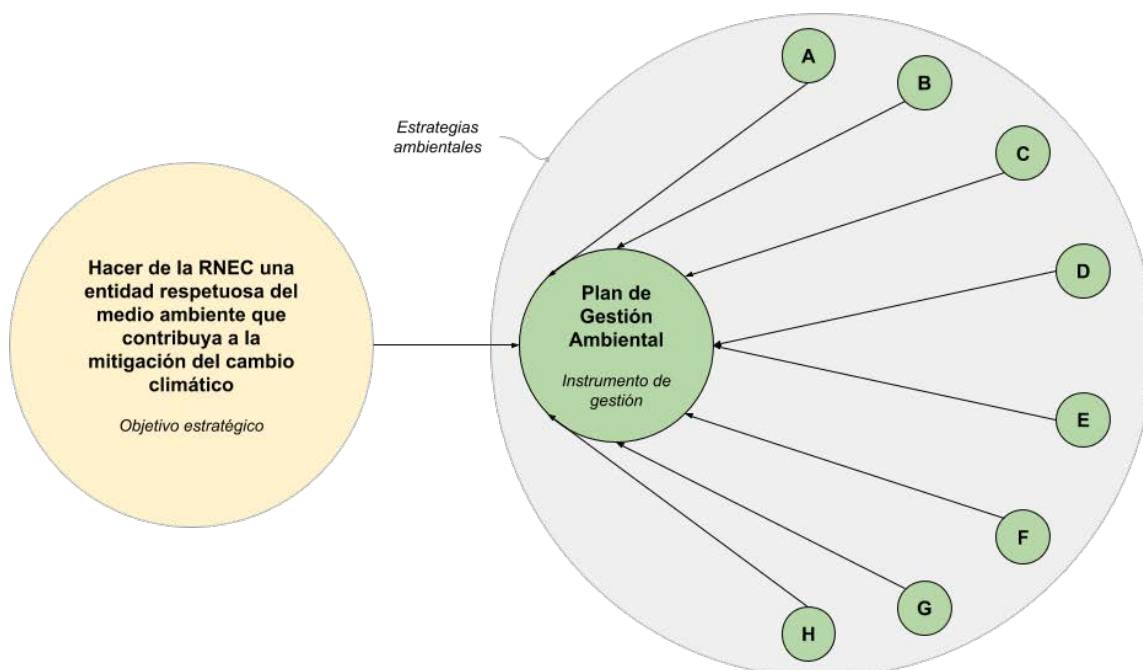 Hacer de la RNEC una
entidad respetuosa del
medio ambiente que
contribuya a la
mitigación del cambio
climático
Objetivo estratégico
Estrategias
ambientales
Plan de
Gestión
Ambiental
Instrumento de
gestión
A
B
C
D
E
F
G
H